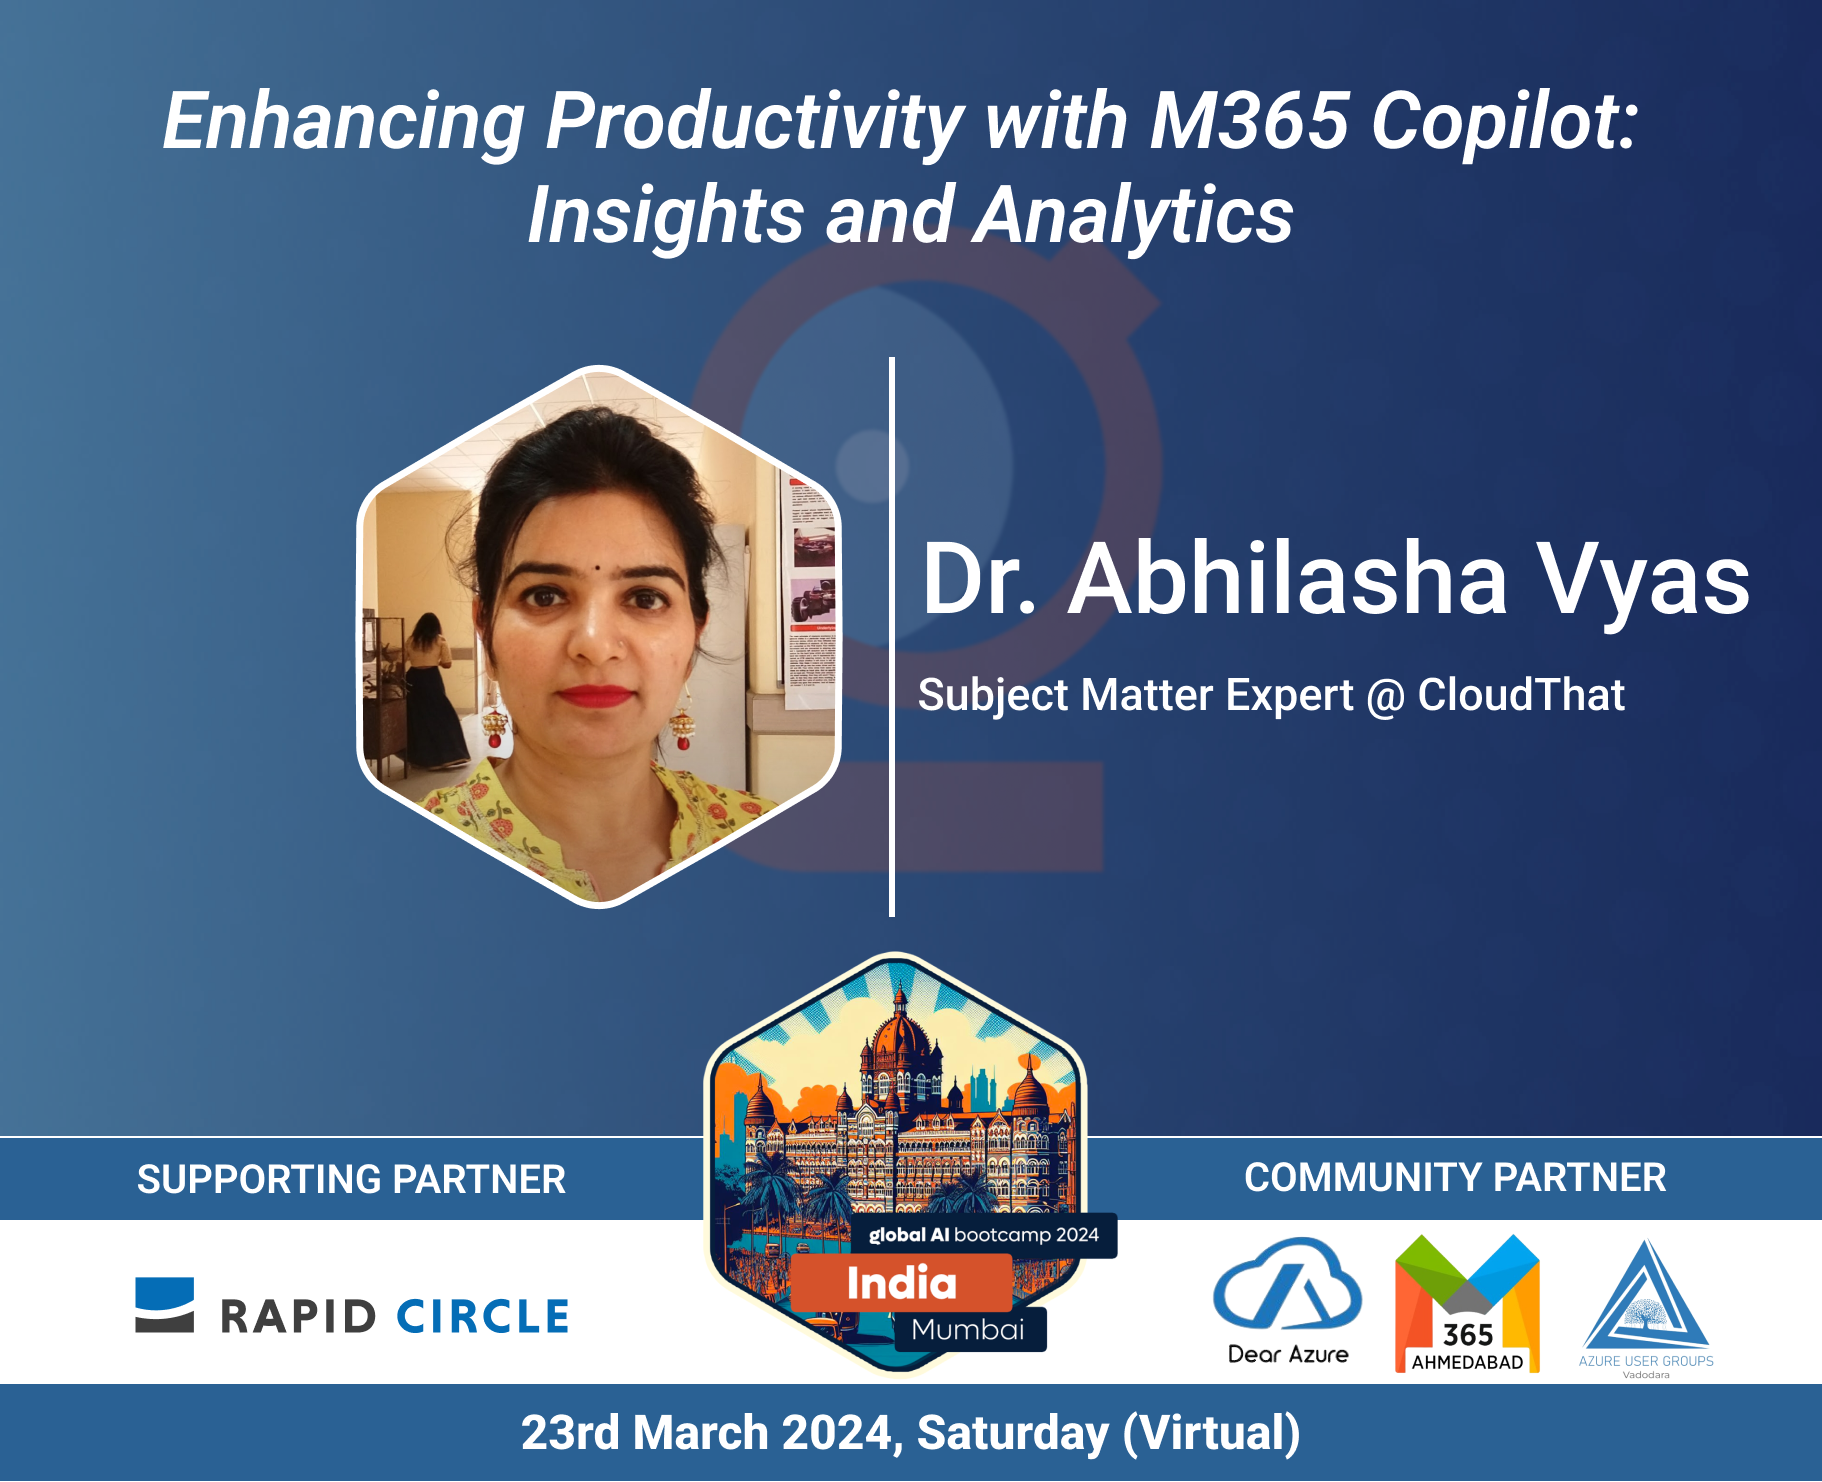 Enhancing Productivity with M365 Copilot:
Insights and Analytics
Dr. Abhilasha Vyas
Subject Matter Expert @ CloudThat
SUPPORTING PARTNER
COMMUNITY PARTNER
RAPID CIRCLE
global AI bootcamp 2024
India
Mumbai
Dear Azure
365
AHMEDABAD
AZURE USER GROUPS
Vadodara
23rd March 2024, Saturday (Virtual)